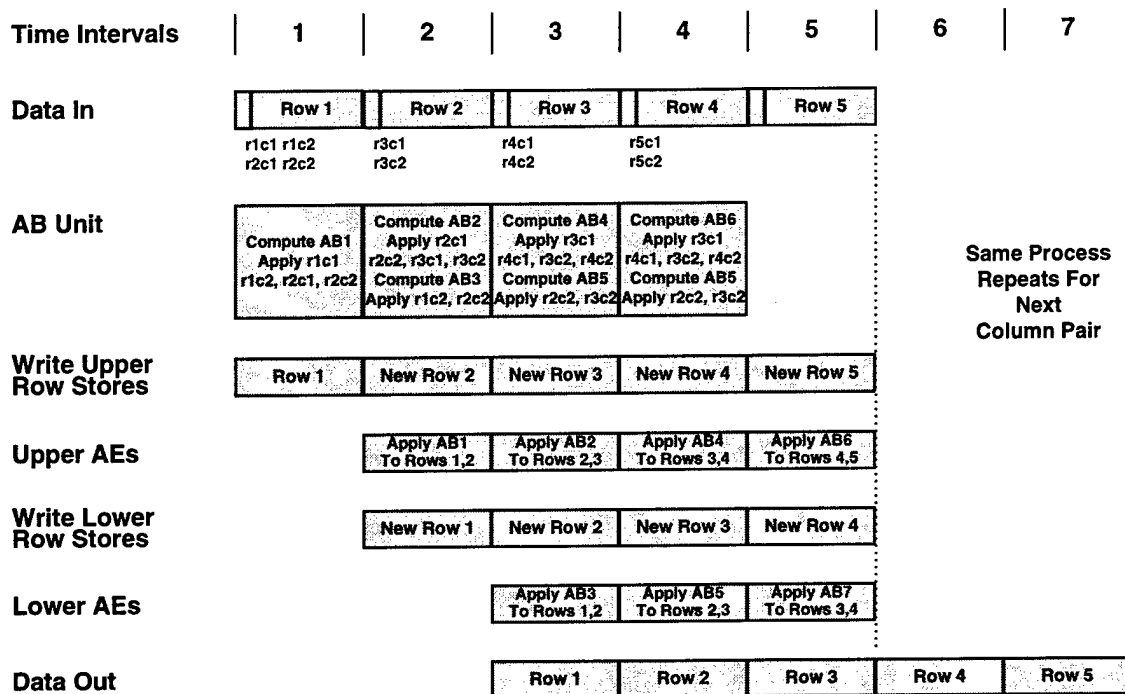 Time Intervals 1 2 3 4 5 6 7
Data In Row 1 Row 2 Row 3 Row 4 Row 5
r1c1 r1c2 r3c1 r4c1 r5c1
r2c1 r2c2 r3c2 r4c2 r5c2
AB Unit
Compute AB1
Apply r1c1
r1c2, r2c1, r2c2
Compute AB2
Apply r2c1
r2c2, r3c1, r3c2
Compute AB3
Apply r1c2, r2c2
Compute AB4
Apply r3c1
r4c1, r3c2, r4c2
Compute AB5
Apply r2c2, r3c2
Compute AB6
Apply r3c1
r4c1, r3c2, r4c2
Compute AB5
Apply r2c2, r3c2
Same Process
Repeats For
Next
Column Pair
Write Upper
Row Stores
Row 1 New Row 2 New Row 3 New Row 4 New Row 5
Upper AEs
Apply AB1
To Rows 1,2
Apply AB2
To Rows 2,3
Apply AB4
To Rows 3,4
Apply AB6
To Rows 4,5
Write Lower
Row Stores
New Row 1 New Row 2 New Row 3 New Row 4
Lower AEs
Apply AB3
To Rows 1,2
Apply AB5
To Rows 2,3
Apply AB7
To Rows 3,4
Data Out Row 1 Row 2 Row 3 Row 4 Row 5